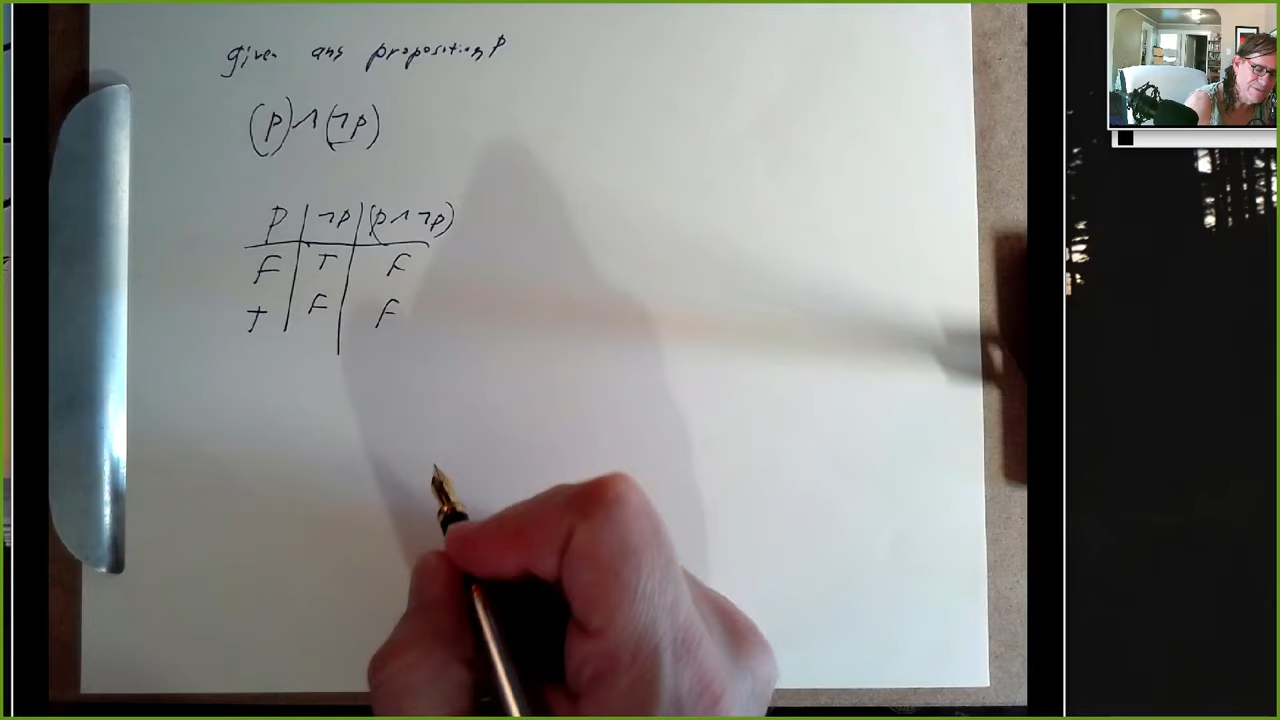 given any proposition p
(p)∧(¬p)
p | ¬p | (p∧¬p)
F | T | F
T | F | F